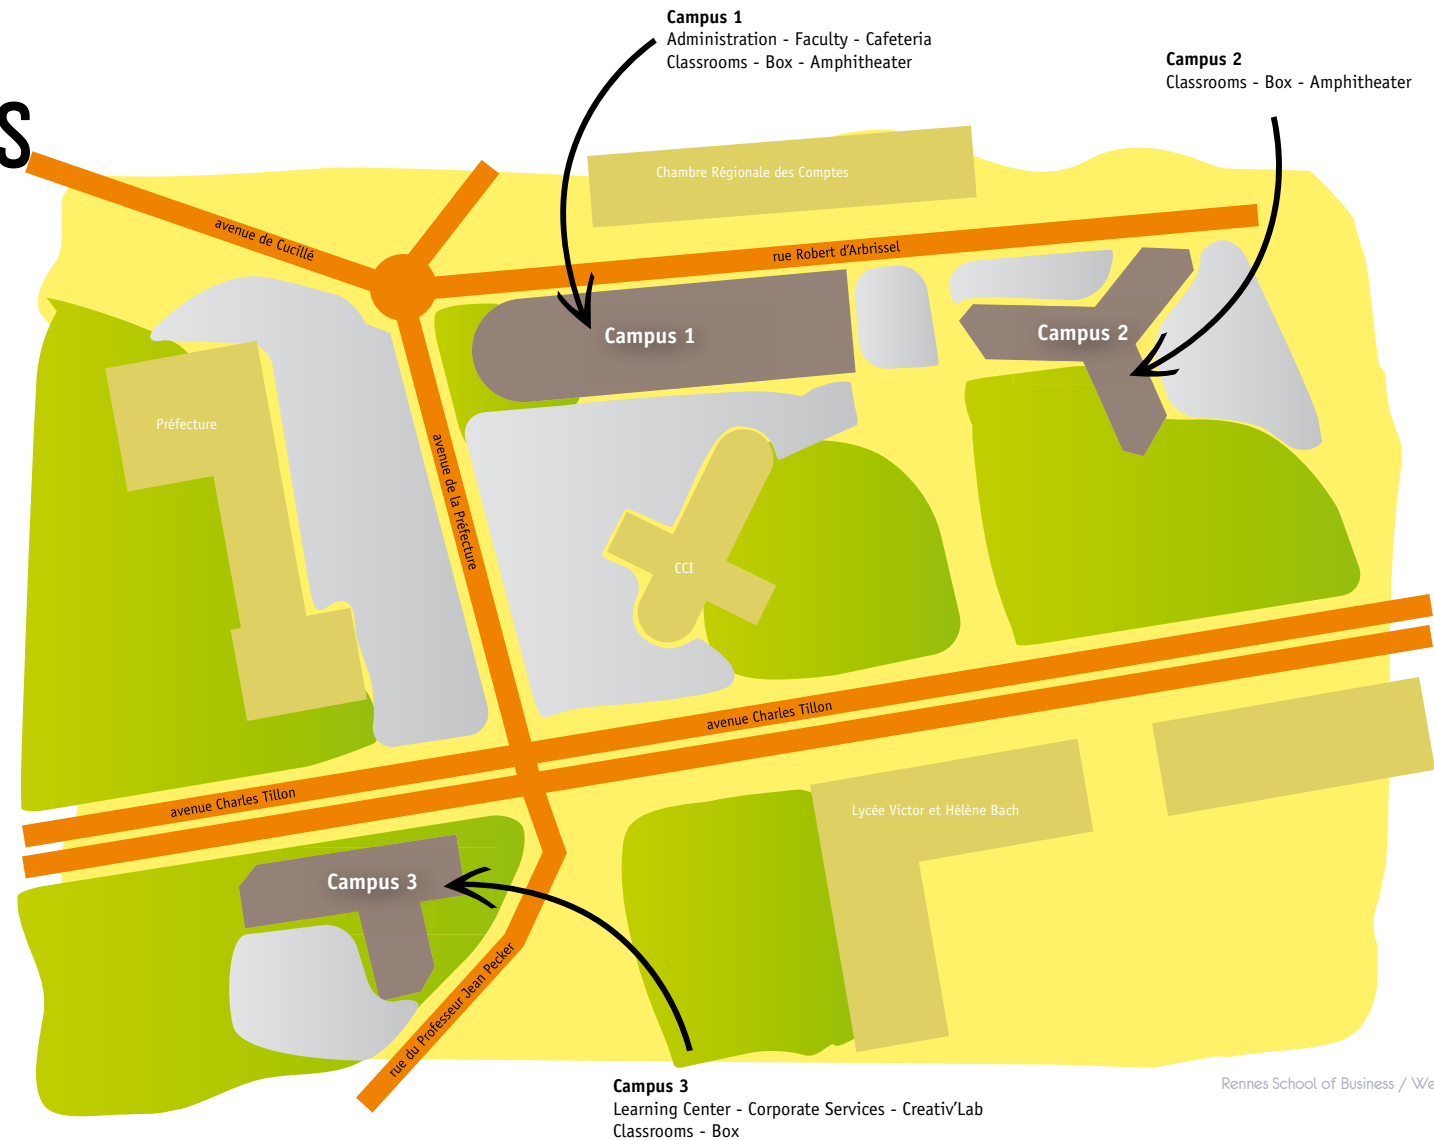 Campus 1
Administration - Faculty - Cafeteria
Classrooms - Box - Amphitheater
Campus 2
Classrooms - Box - Amphitheater
S
Chambre Régionale des Comptes
avenue de Cucillé
rue Robert d'Arbrissel
Campus 1
Campus 2
Préfecture
avenue de la Préfecture
CCI
avenue Charles Tillon
avenue Charles Tillon
Lycée Victor et Hélène Bach
Campus 3
rue du Professeur Jean Pecker
Campus 3
Learning Center - Corporate Services - Creativ'Lab
Classrooms - Box
Rennes School of Business / We